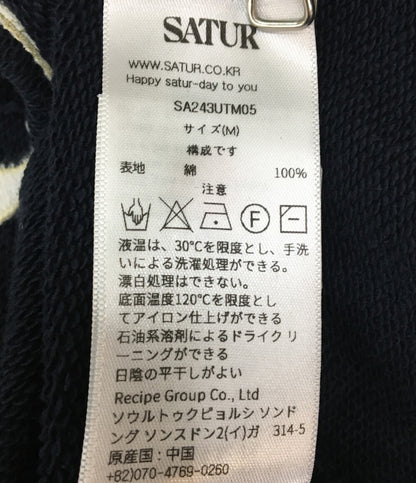 SATUR
WWW.SATUR.CO.KR
Happy satur-day to you
SA243UTM05
サイズ(M)
構成です
表地 綿 100%
注意
液温は、30℃を限度とし、手洗
いによる洗濯処理ができる。
漂白処理はできない。
底面温度120℃を限度とし
てアイロン仕上げができる
石油系溶剤によるドライクリ
ーニングができる
日陰の平干しがよい
Recipe Group Co., Ltd
ソウルトゥクピョルシ ソンド
ング ソンスドン2(イ)ガ 314-5
原産国 : 中国
+82)070-4769-0260